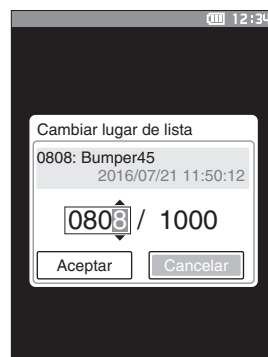 12:34
Cambiar lugar de lista
0808: Bumper45
2016/07/21 11:50:12
0808 / 1000
Aceptar Cancelar